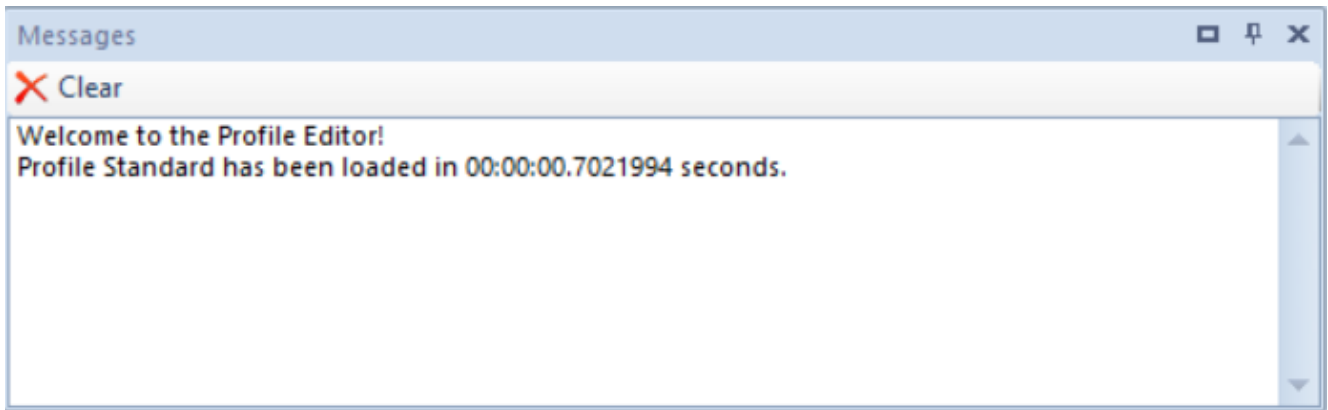 Messages
Clear
Welcome to the Profile Editor!
Profile Standard has been loaded in 00:00:00.7021994 seconds.